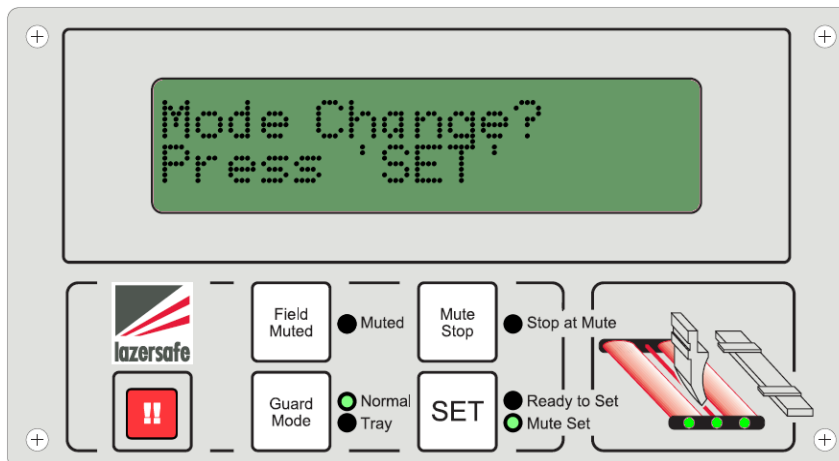 Mode Change?
Press 'SET'
lazersafe
Field
Muted
Muted
Mute
Stop
Stop at Mute
!!
Guard
Mode
Normal
Tray
SET
Ready to Set
Mute Set